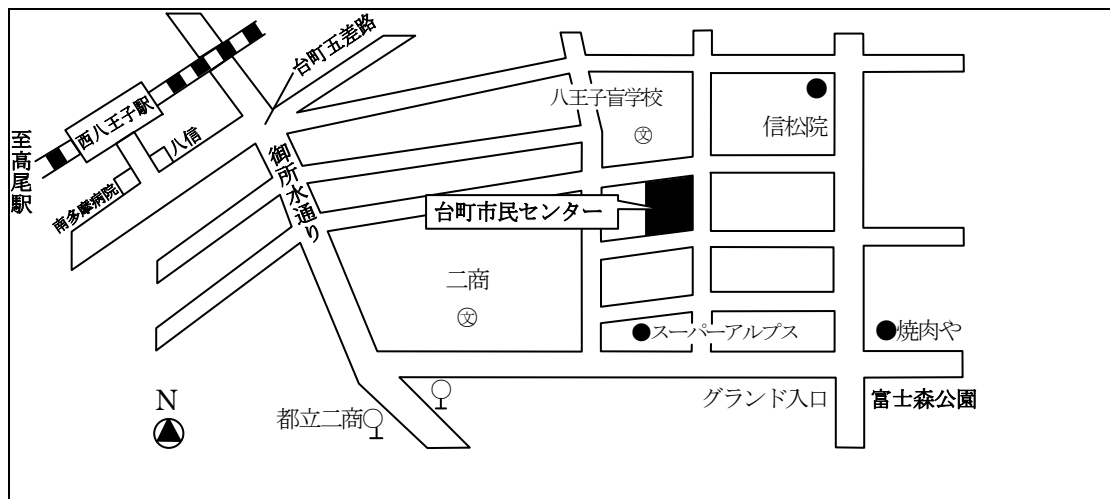 台町五差路
西八王子駅
至高尾駅
八信
南多摩病院
御所水通り
八王子盲学校
文
信松院
台町市民センター
二商
文
スーパーアルプス
焼肉や
グランド入口
富士森公園
都立二商
N